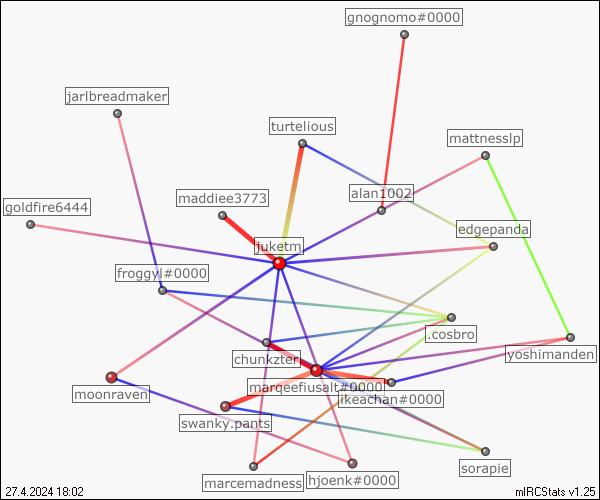 gnognomo#0000
jarlbreadmaker
turtelious
mattnesslp
maddiee3773
alan1002
goldfire6444
edgepanda
juketm
froggyl#0000
.cosbro
chunkzter
yoshimanden
marqeefiusalt#0000
moonraven
ikeachan#0000
swanky.pants
sorapie
hjoenk#0000
marcemadness
27.4.2024 18:02
mIRCStats v1.25